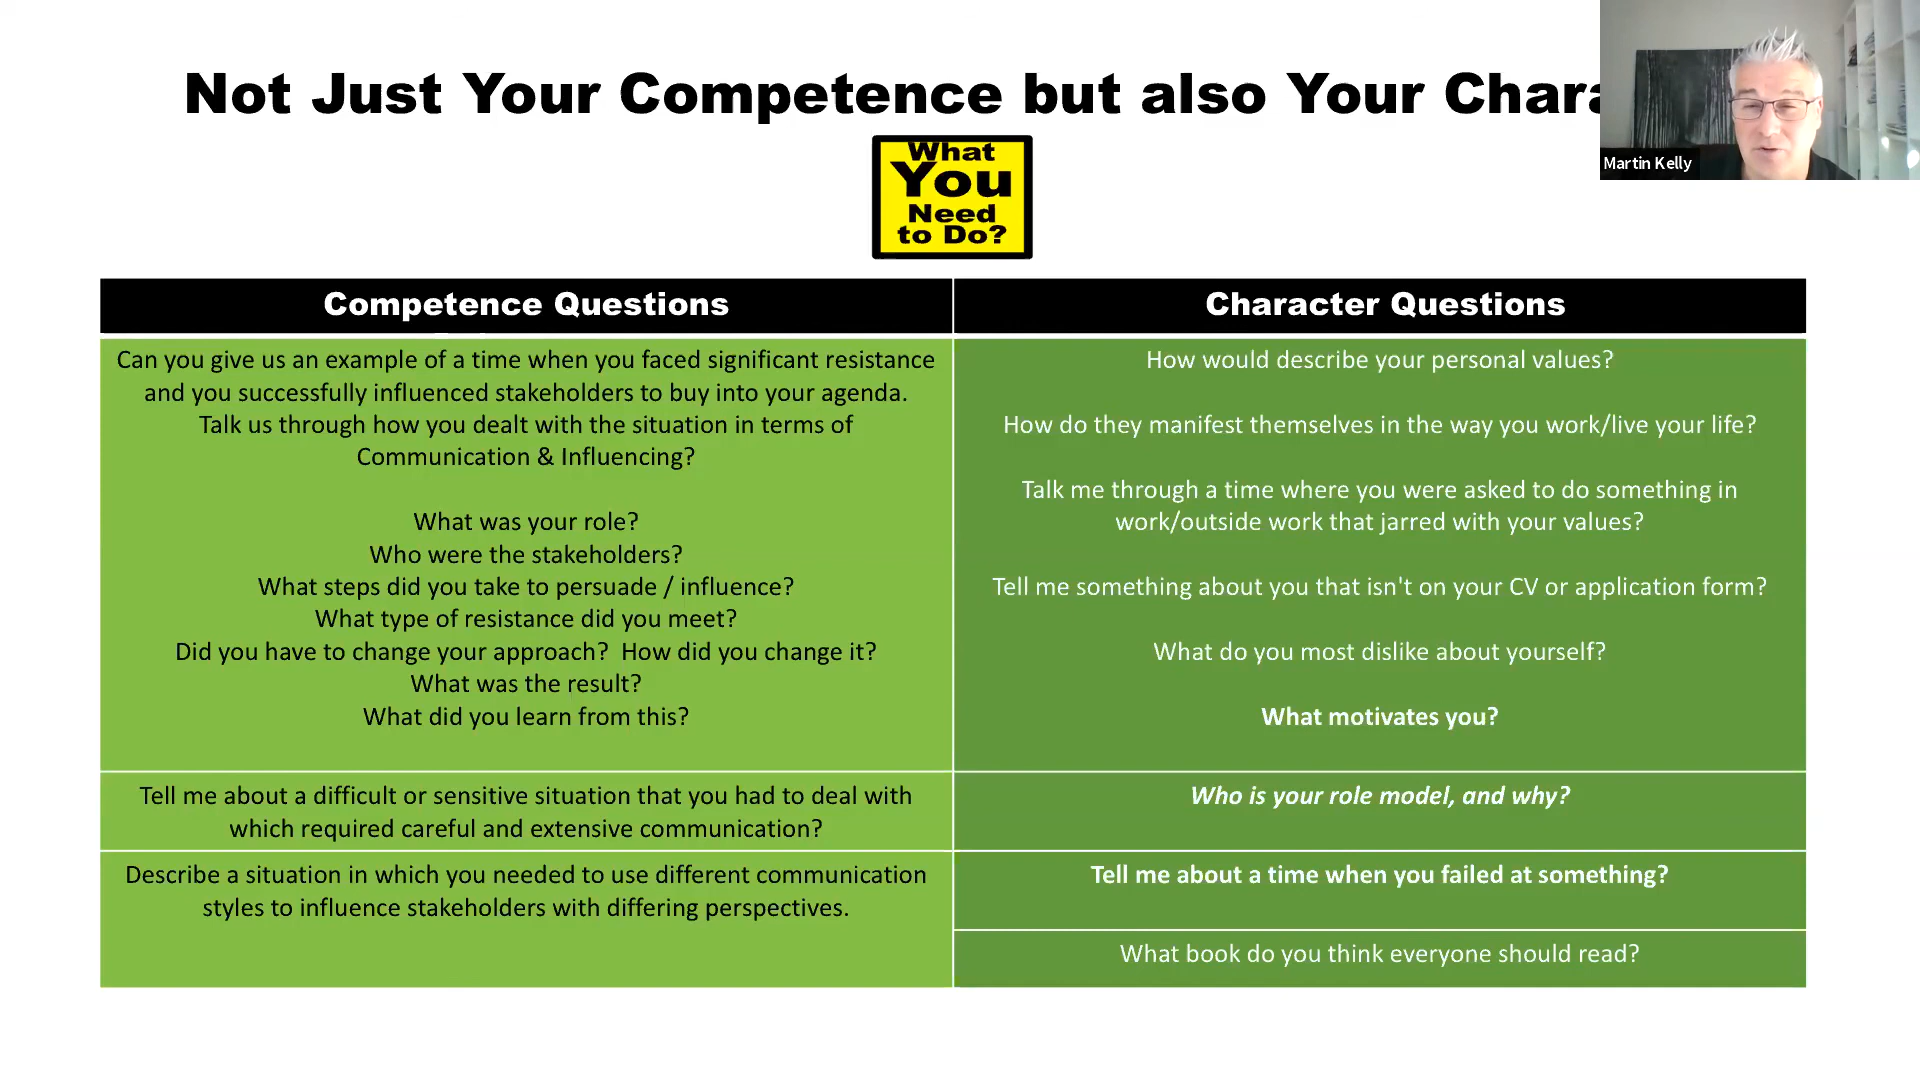 Not Just Your Competence but also Your Chara
Martin Kelly
What
You
Need
to Do?
Competence Questions
Character Questions
Can you give us an example of a time when you faced significant resistance
and you successfully influenced stakeholders to buy into your agenda.
Talk us through how you dealt with the situation in terms of
Communication & Influencing?
What was your role?
Who were the stakeholders?
What steps did you take to persuade / influence?
What type of resistance did you meet?
Did you have to change your approach?  How did you change it?
What was the result?
What did you learn from this?
How would describe your personal values?
How do they manifest themselves in the way you work/live your life?
Talk me through a time where you were asked to do something in
work/outside work that jarred with your values?
Tell me something about you that isn't on your CV or application form?
What do you most dislike about yourself?
What motivates you?
Tell me about a difficult or sensitive situation that you had to deal with
which required careful and extensive communication?
Who is your role model, and why?
Describe a situation in which you needed to use different communication
styles to influence stakeholders with differing perspectives.
Tell me about a time when you failed at something?
What book do you think everyone should read?